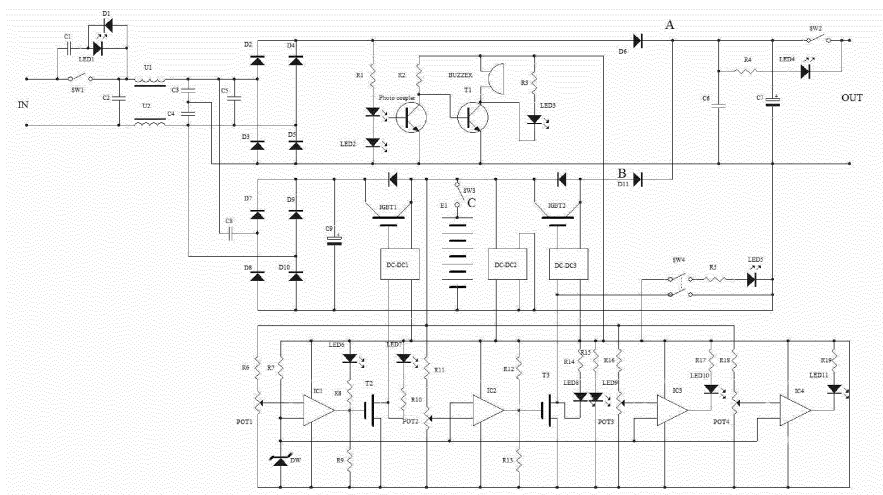 A
D1
D2
D4
D6
SW2
C1
LED1
U1
R1
R2
BUZZER
R3
R4
LED4
T1
SW1
C3
C5
IN
C2
Photo coupler
LED3
C6
C7
OUT
U2
C4
D3
D5
LED2
B
D7
D9
SW3
D11
C
IGBT1
E1
IGBT2
C8
C9
D8
D10
DC-DC1
DC-DC2
DC-DC3
SW4
R5
LED5
LED6
LED7
R6
R7
R11
R12
T3
R14
R15
R16
R17
R18
R19
LED10
LED11
IC1
R8
T2
R10
IC2
LED8
LED9
IC3
IC4
POT1
POT2
POT3
POT4
DW
R9
R13